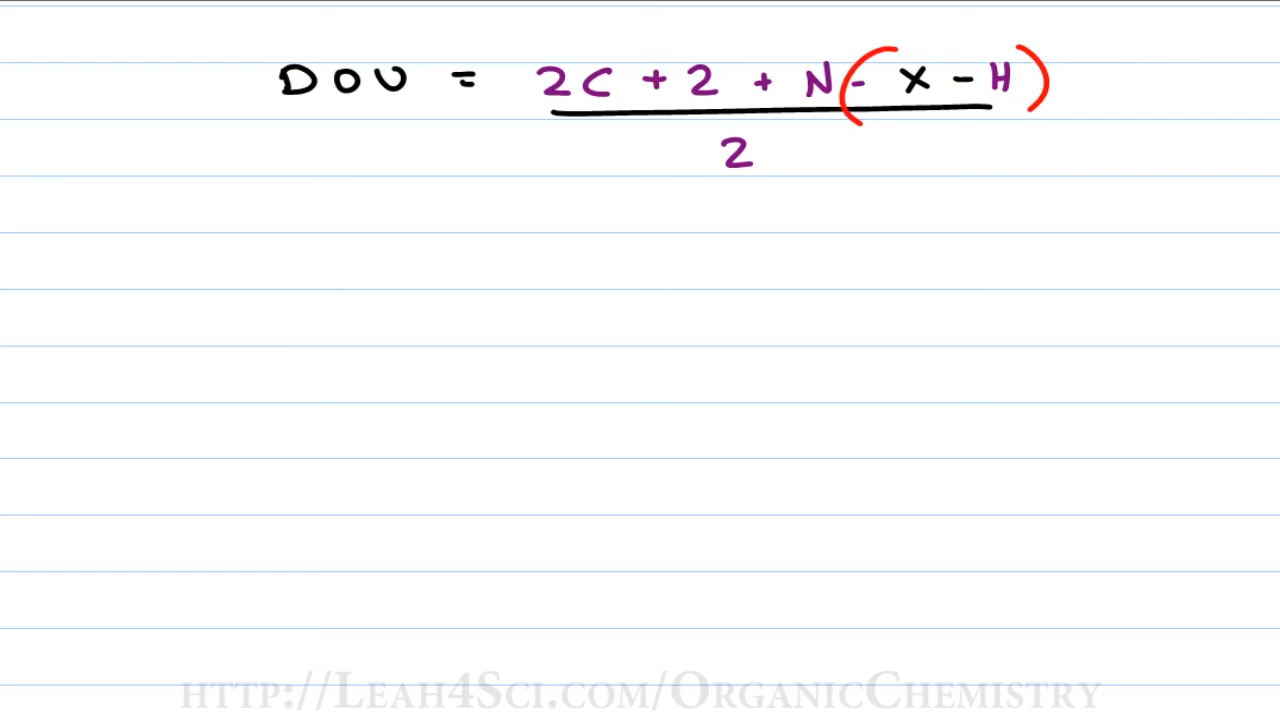 DOU = 2C + 2 + N (- X - H)
2
HTTP://LEAH4SCI.COM/ORGANICCHEMISTRY